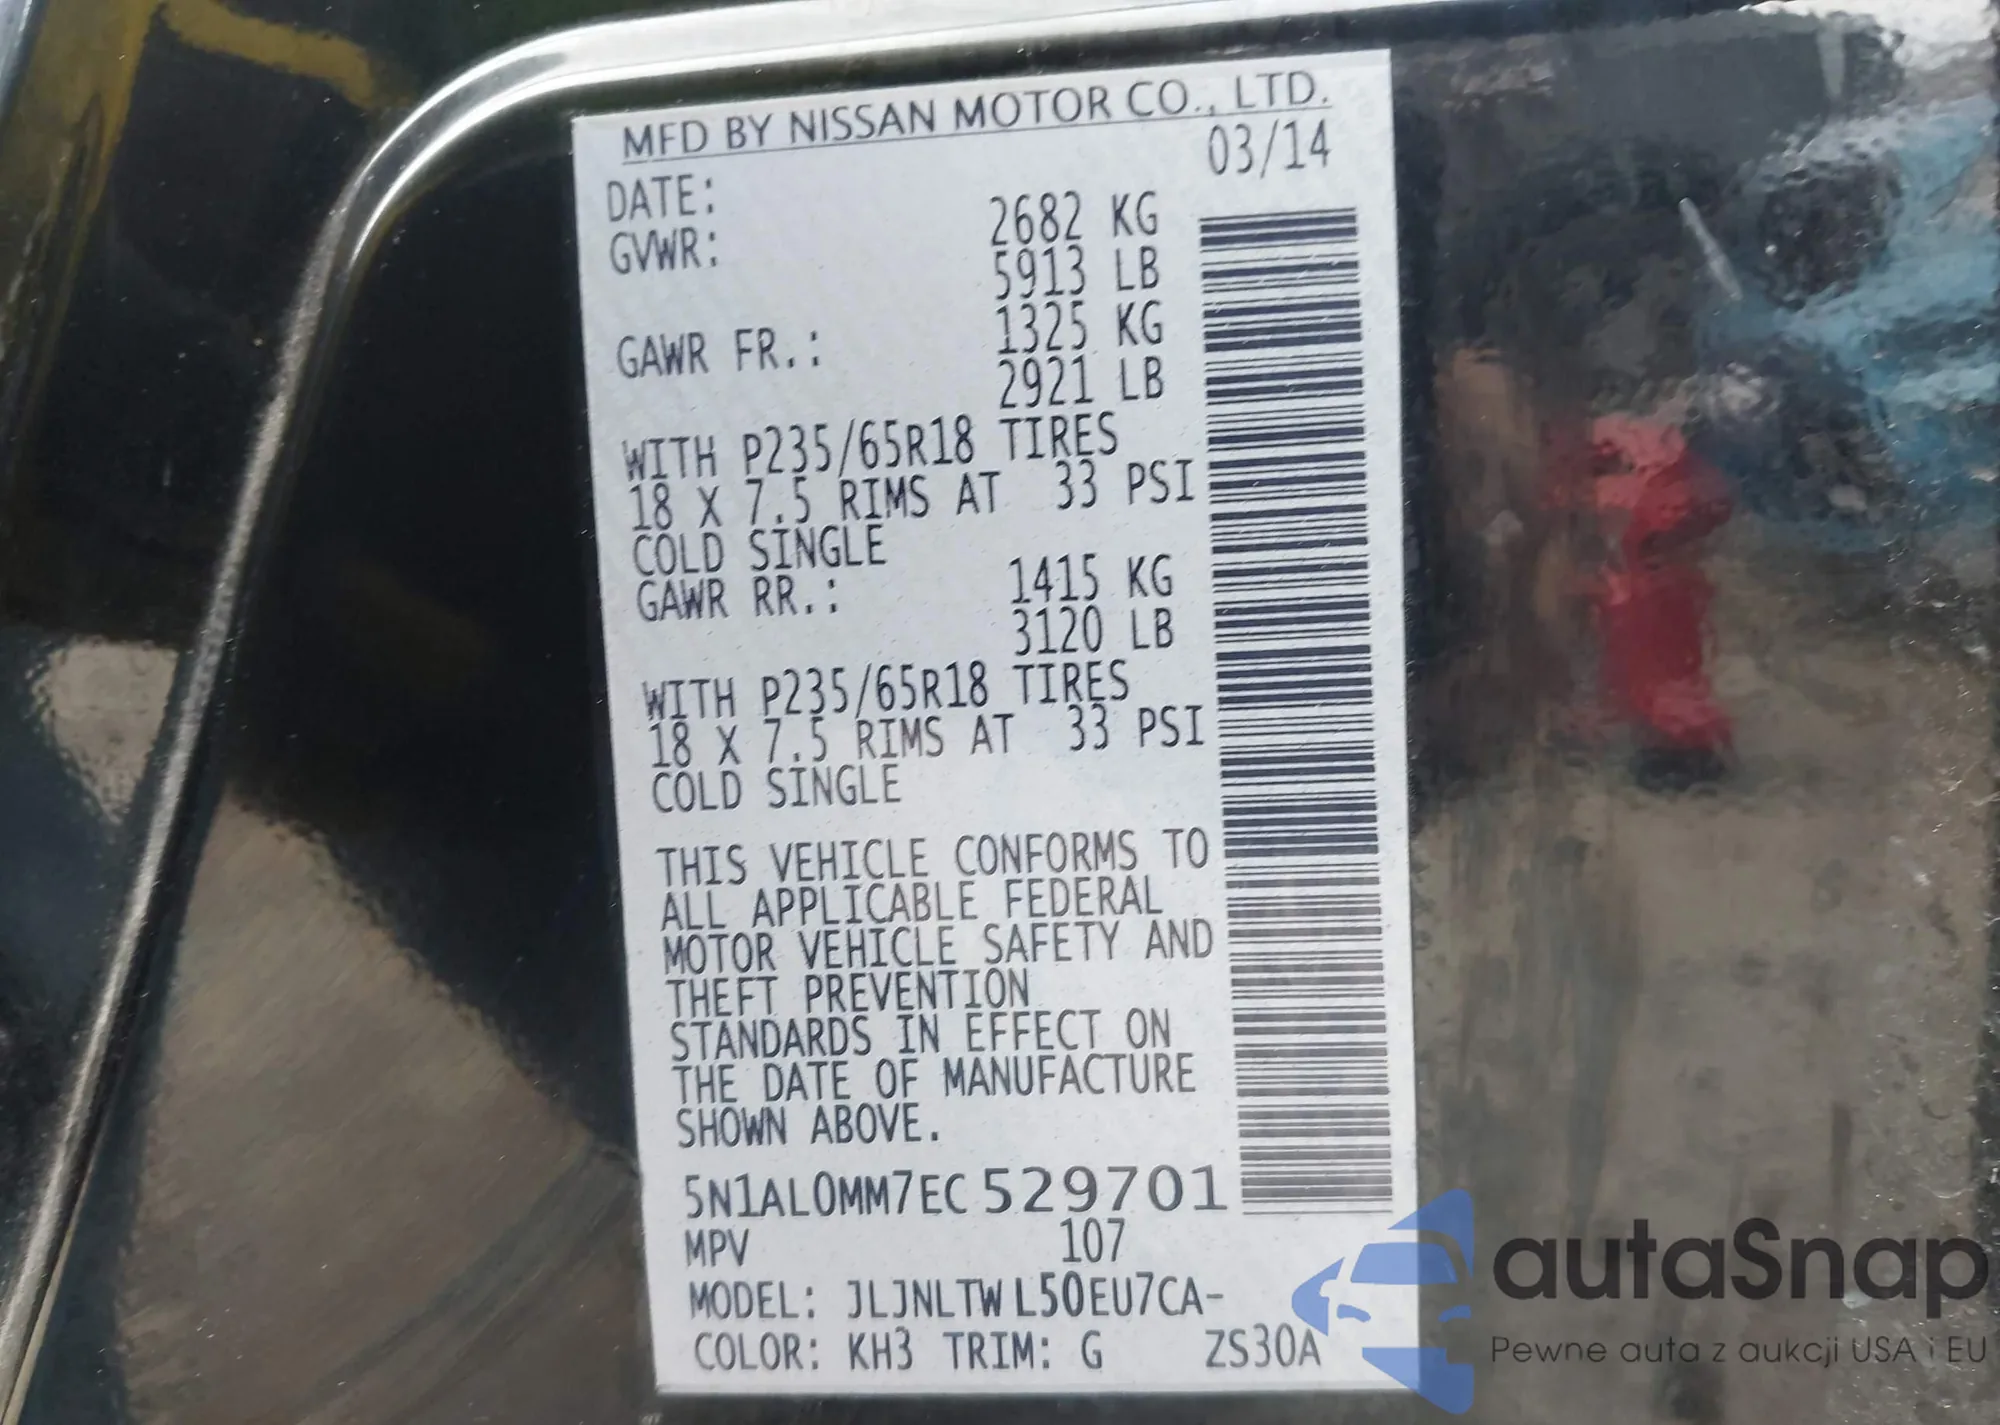 MFD BY NISSAN MOTOR CO., LTD.
DATE: 03/14
GVWR: 2682 KG
5913 LB
GAWR FR.: 1325 KG
2921 LB
WITH P235/65R18 TIRES
18 X 7.5 RIMS AT 33 PSI
COLD SINGLE
GAWR RR.: 1415 KG
3120 LB
WITH P235/65R18 TIRES
18 X 7.5 RIMS AT 33 PSI
COLD SINGLE
THIS VEHICLE CONFORMS TO
ALL APPLICABLE FEDERAL
MOTOR VEHICLE SAFETY AND
THEFT PREVENTION
STANDARDS IN EFFECT ON
THE DATE OF MANUFACTURE
SHOWN ABOVE.
5N1AL0MM7EC529701
MPV 107
MODEL: JLJNLTWL50EU7CA-
COLOR: KH3 TRIM: G ZS30A
autaSnap
Pewne auta z aukcji USA i EU